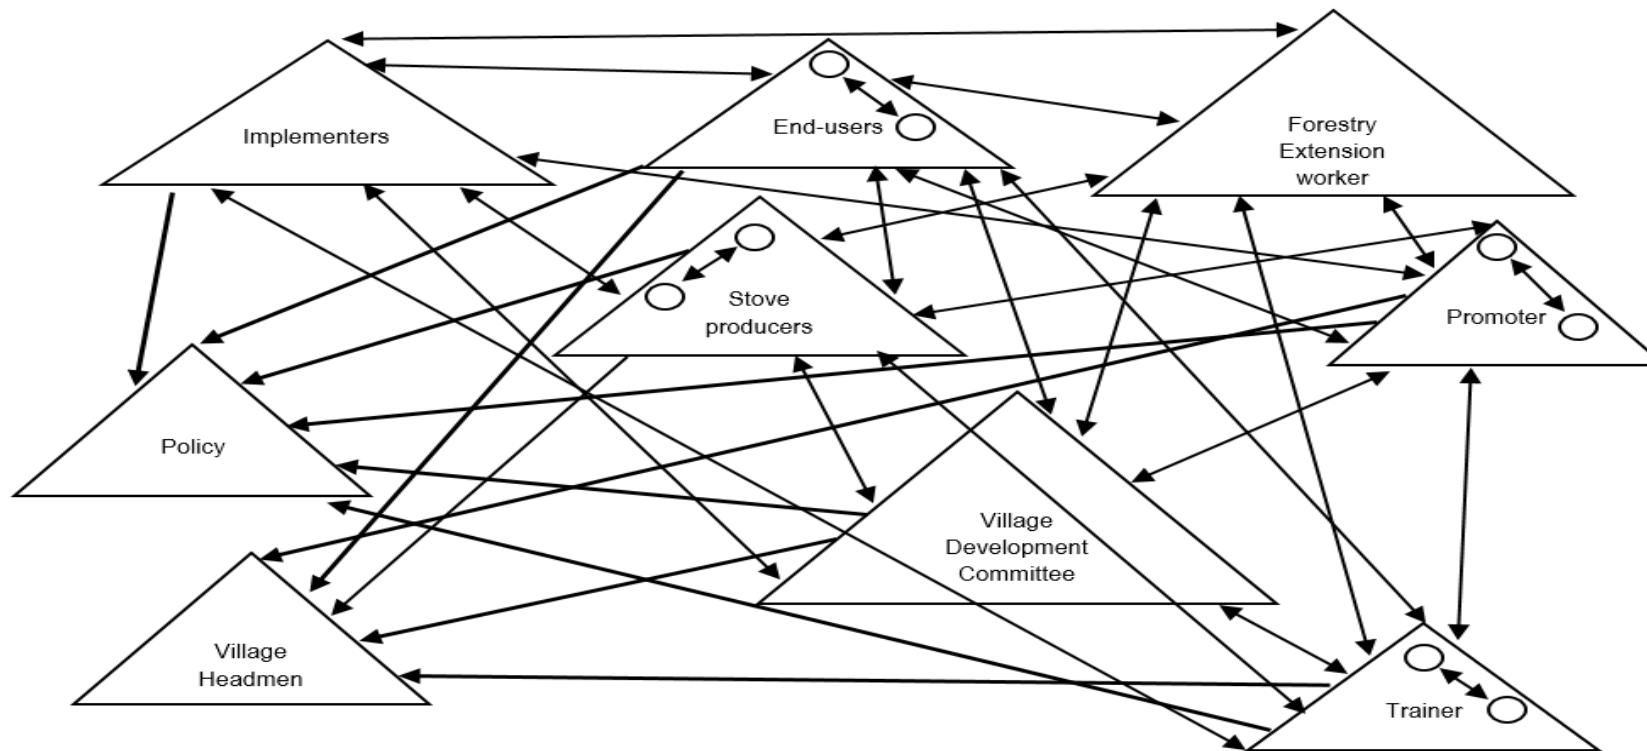 Implementers
End-users
Forestry
Extension
worker
Stove
producers
Promoter
Policy
Village
Development
Committee
Village
Headmen
Trainer